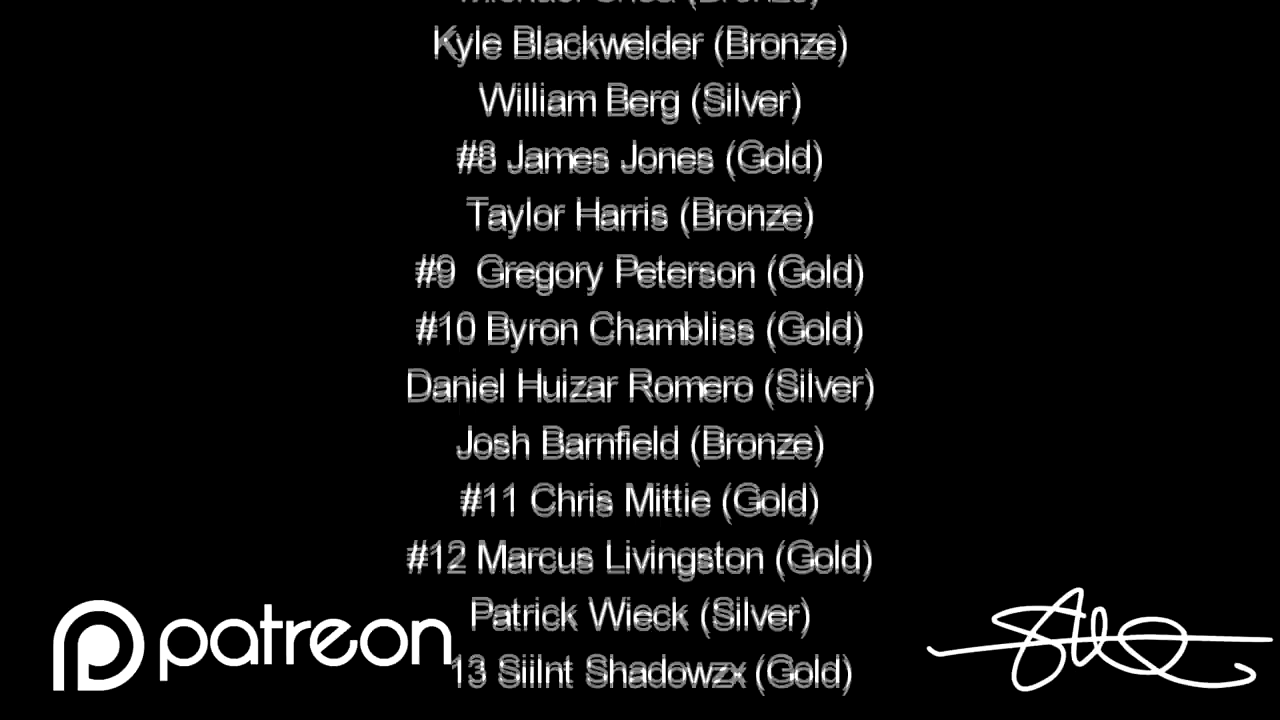 (Bronze)
Kyle Blackwelder (Bronze)
William Berg (Silver)
#8 James Jones (Gold)
Taylor Harris (Bronze)
#9 Gregory Peterson (Gold)
#10 Byron Chambliss (Gold)
Daniel Huizar Romero (Silver)
Josh Barnfield (Bronze)
#11 Chris Mittie (Gold)
#12 Marcus Livingston (Gold)
Patrick Wieck (Silver)
13 Siiilnt Shadowzx (Gold)
patreon